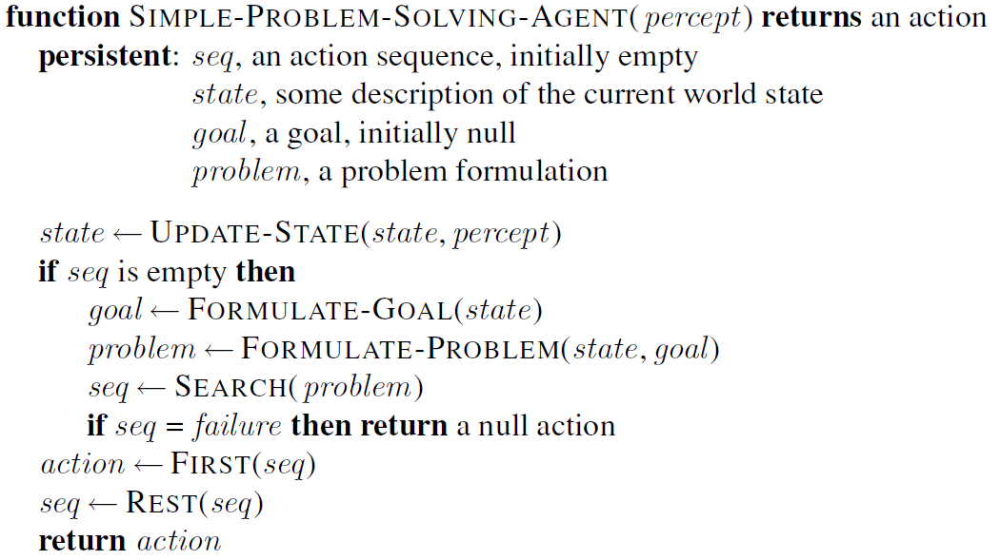 function SIMPLE-PROBLEM-SOLVING-AGENT(percept) returns an action
persistent: seq, an action sequence, initially empty
state, some description of the current world state
goal, a goal, initially null
problem, a problem formulation
state ← UPDATE-STATE(state, percept)
if seq is empty then
goal ← FORMULATE-GOAL(state)
problem ← FORMULATE-PROBLEM(state, goal)
seq ← SEARCH(problem)
if seq = failure then return a null action
action ← FIRST(seq)
seq ← REST(seq)
return action